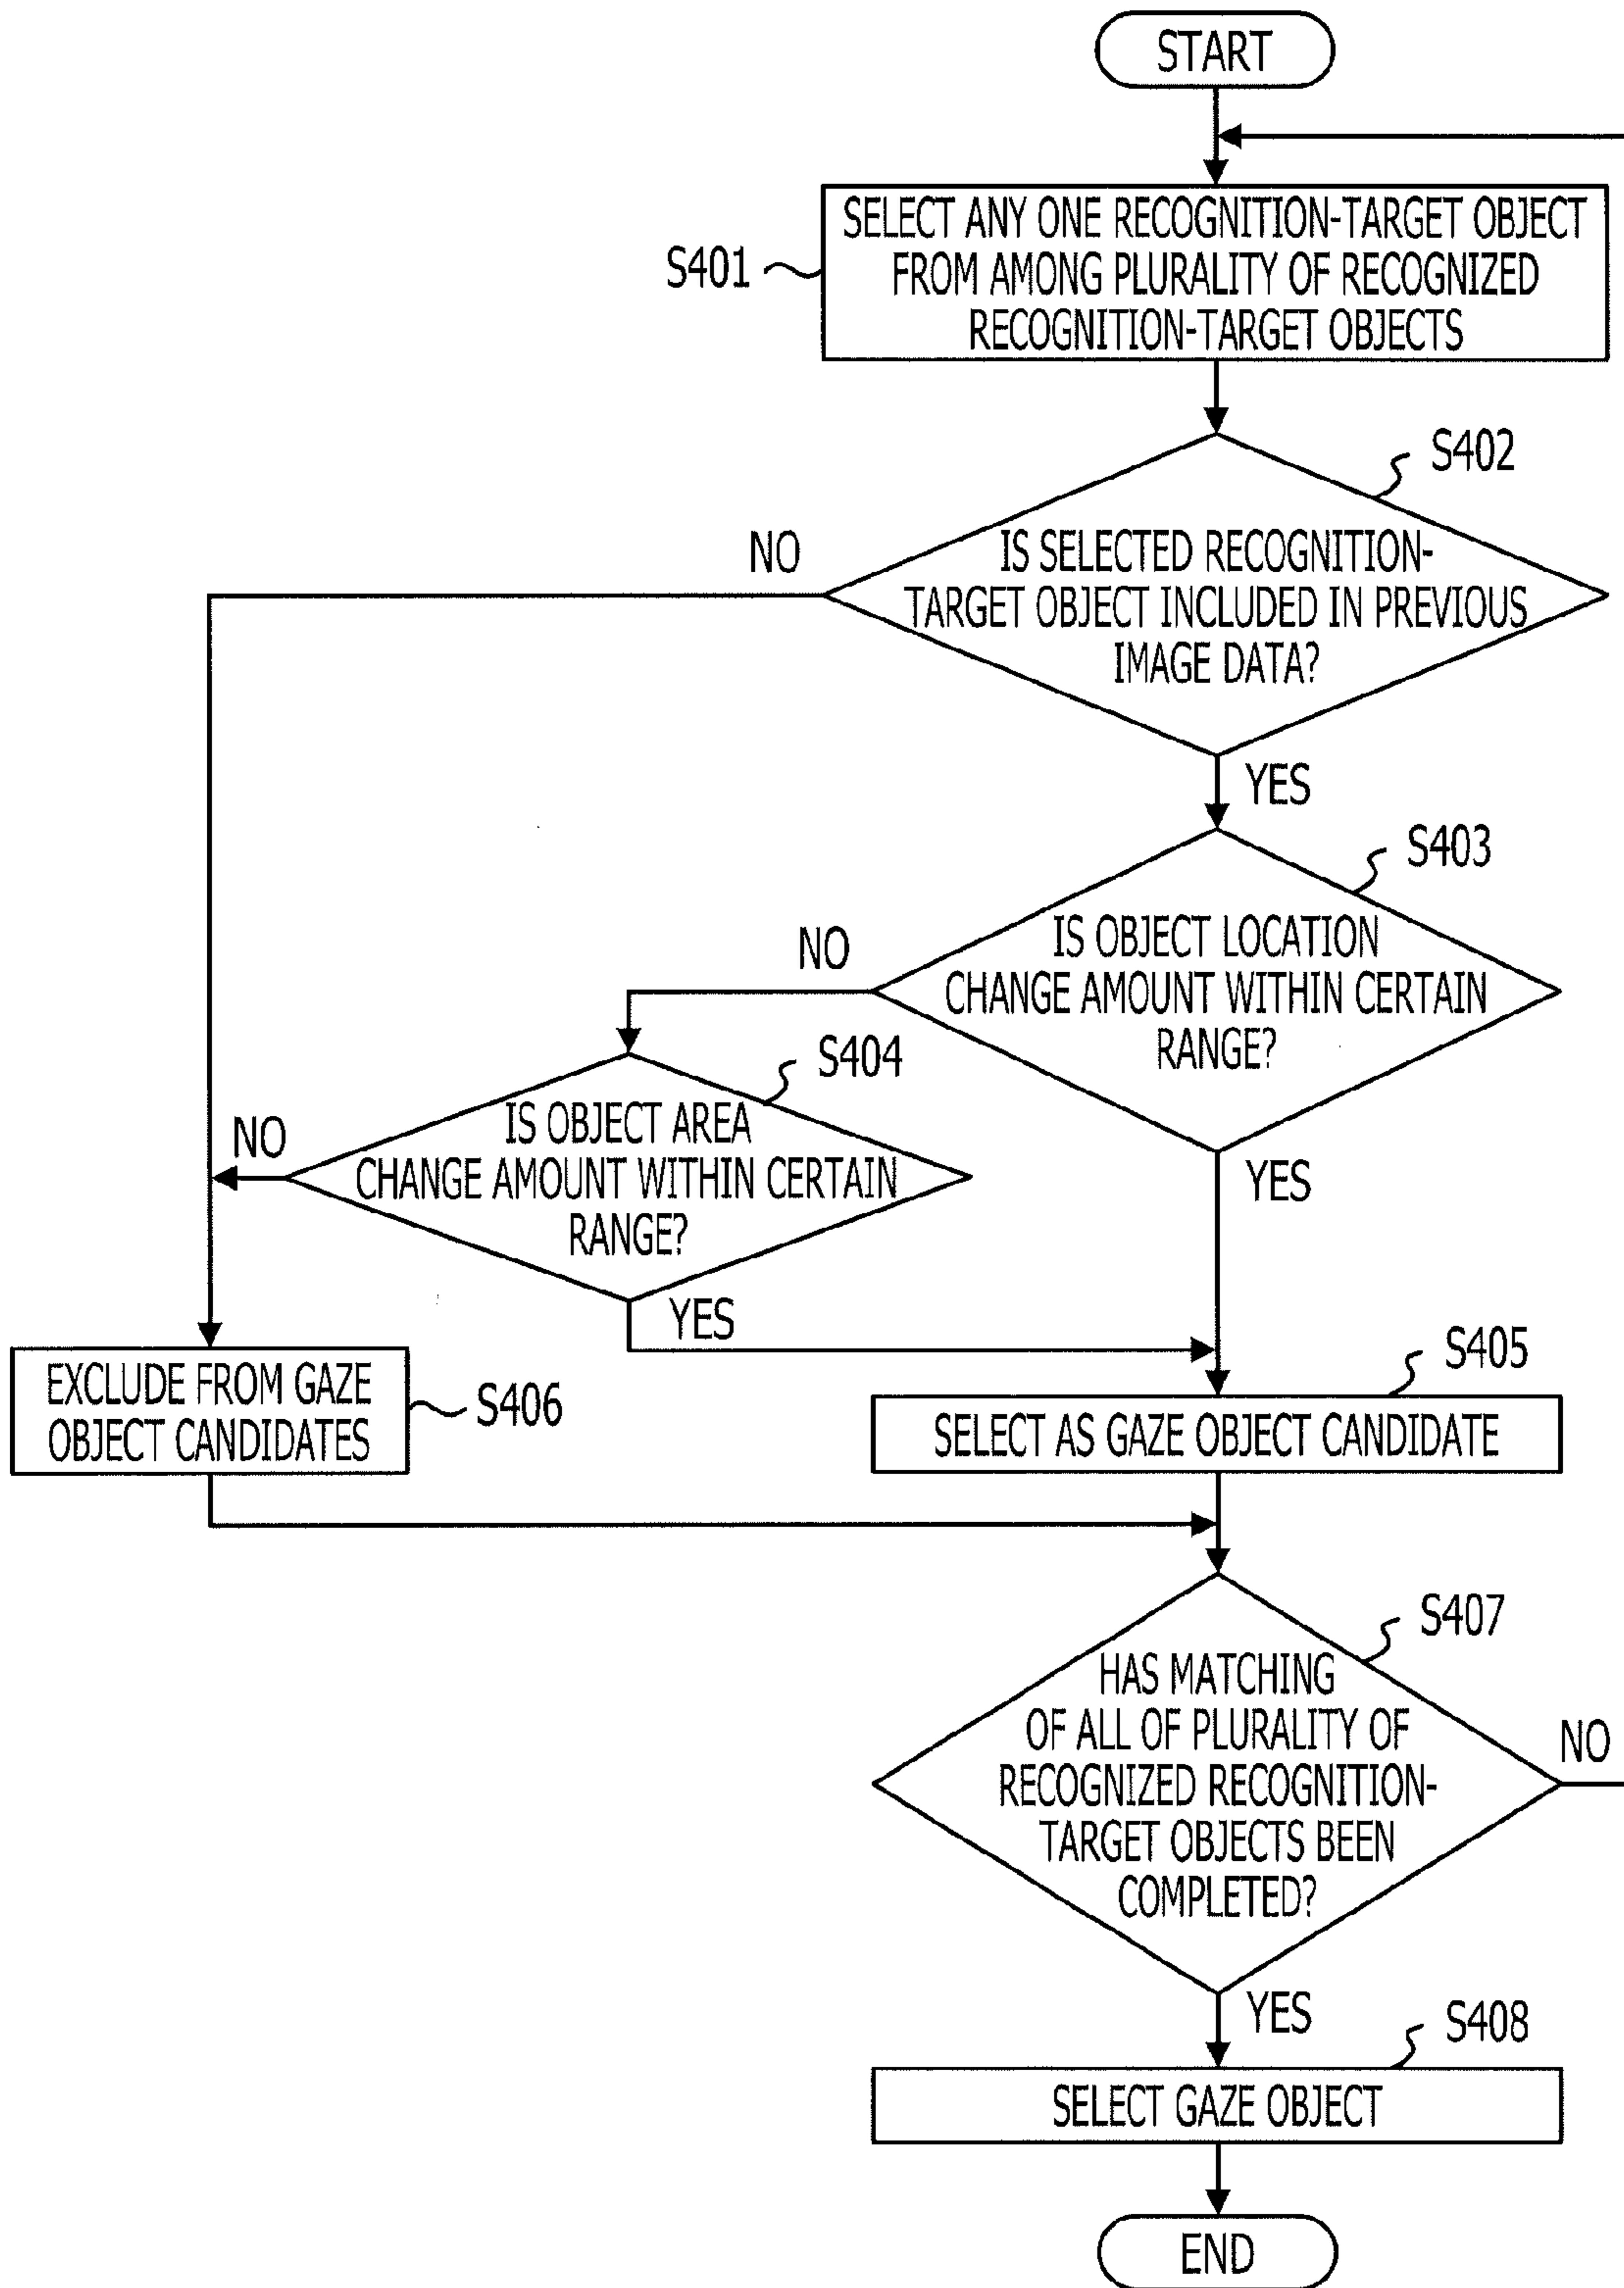 START
S401
SELECT ANY ONE RECOGNITION-TARGET OBJECT
FROM AMONG PLURALITY OF RECOGNIZED
RECOGNITION-TARGET OBJECTS
S402
NO
IS SELECTED RECOGNITION-
TARGET OBJECT INCLUDED IN PREVIOUS
IMAGE DATA?
YES
S403
NO
IS OBJECT LOCATION
CHANGE AMOUNT WITHIN CERTAIN
RANGE?
YES
S404
NO
IS OBJECT AREA
CHANGE AMOUNT WITHIN CERTAIN
RANGE?
YES
S405
SELECT AS GAZE OBJECT CANDIDATE
EXCLUDE FROM GAZE
OBJECT CANDIDATES
S406
S407
HAS MATCHING
OF ALL OF PLURALITY OF
RECOGNIZED RECOGNITION-
TARGET OBJECTS BEEN
COMPLETED?
NO
YES
S408
SELECT GAZE OBJECT
END